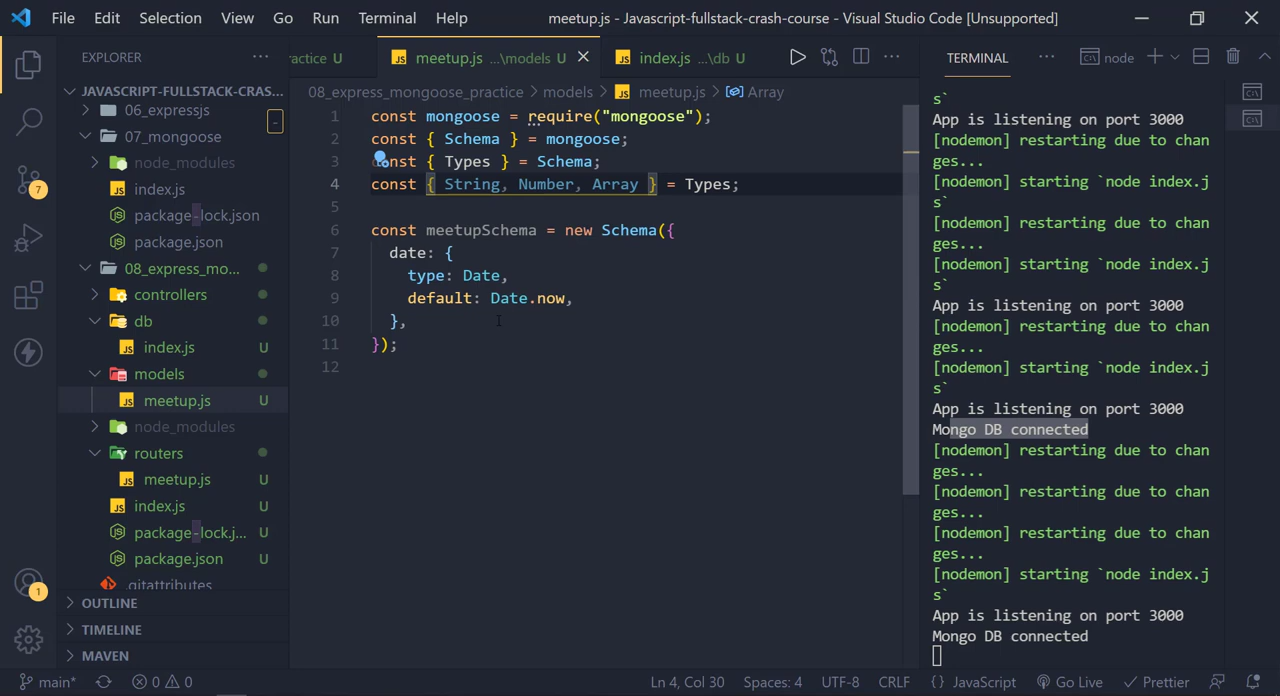 File Edit Selection View Go Run Terminal Help meetup.js - Javascript-fullstack-crash-course - Visual Studio Code [Unsupported]
EXPLORER
JAVASCRIPT-FULLSTACK-CRAS...
06_expressjs
07_mongoose
node_modules
JS index.js
package-lock.json
package.json
08_express_mo...
controllers
db
JS index.js U
models
JS meetup.js U
node_modules
routers
JS meetup.js U
JS index.js U
package-lock.j... U
package.json U
.gitattributes
OUTLINE
TIMELINE
MAVEN
7
1
ractice U
JS meetup.js ...\models U
JS index.js ...\db U
08_express_mongoose_practice > models > JS meetup.js > Array
1 const mongoose = require("mongoose");
2 const { Schema } = mongoose;
3 const { Types } = Schema;
4 const { String, Number, Array } = Types;
5
6 const meetupSchema = new Schema({
7 date: {
8 type: Date,
9 default: Date.now,
10 },
11 });
12
TERMINAL node
s`
App is listening on port 3000
[nodemon] restarting due to chan
ges...
[nodemon] starting `node index.j
s`
[nodemon] restarting due to chan
ges...
[nodemon] starting `node index.j
s`
App is listening on port 3000
[nodemon] restarting due to chan
ges...
[nodemon] starting `node index.j
s`
App is listening on port 3000
Mongo DB connected
[nodemon] restarting due to chan
ges...
[nodemon] restarting due to chan
ges...
[nodemon] restarting due to chan
ges...
[nodemon] starting `node index.j
s`
App is listening on port 3000
Mongo DB connected
main* 0 0 Ln 4, Col 30 Spaces: 4 UTF-8 CRLF {} JavaScript Go Live Prettier